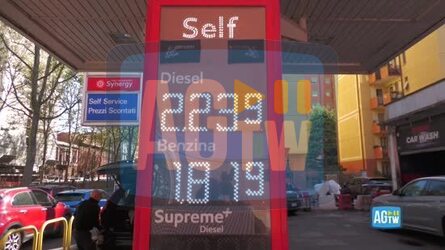 Self
Synergy
Diesel
2239
Self Service
Prezzi Scontati
Benzina
1819
CAR WASH
Supreme+
Diesel
AGTW
AGTW